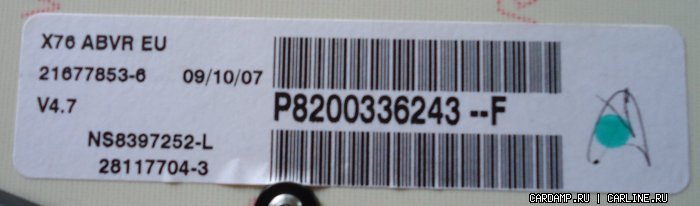 X76 ABVR EU
21677853-6 09/10/07
V4.7
P8200336243 --F
NS8397252-L
28117704-3
CARDAMP.RU | CARLINE.RU